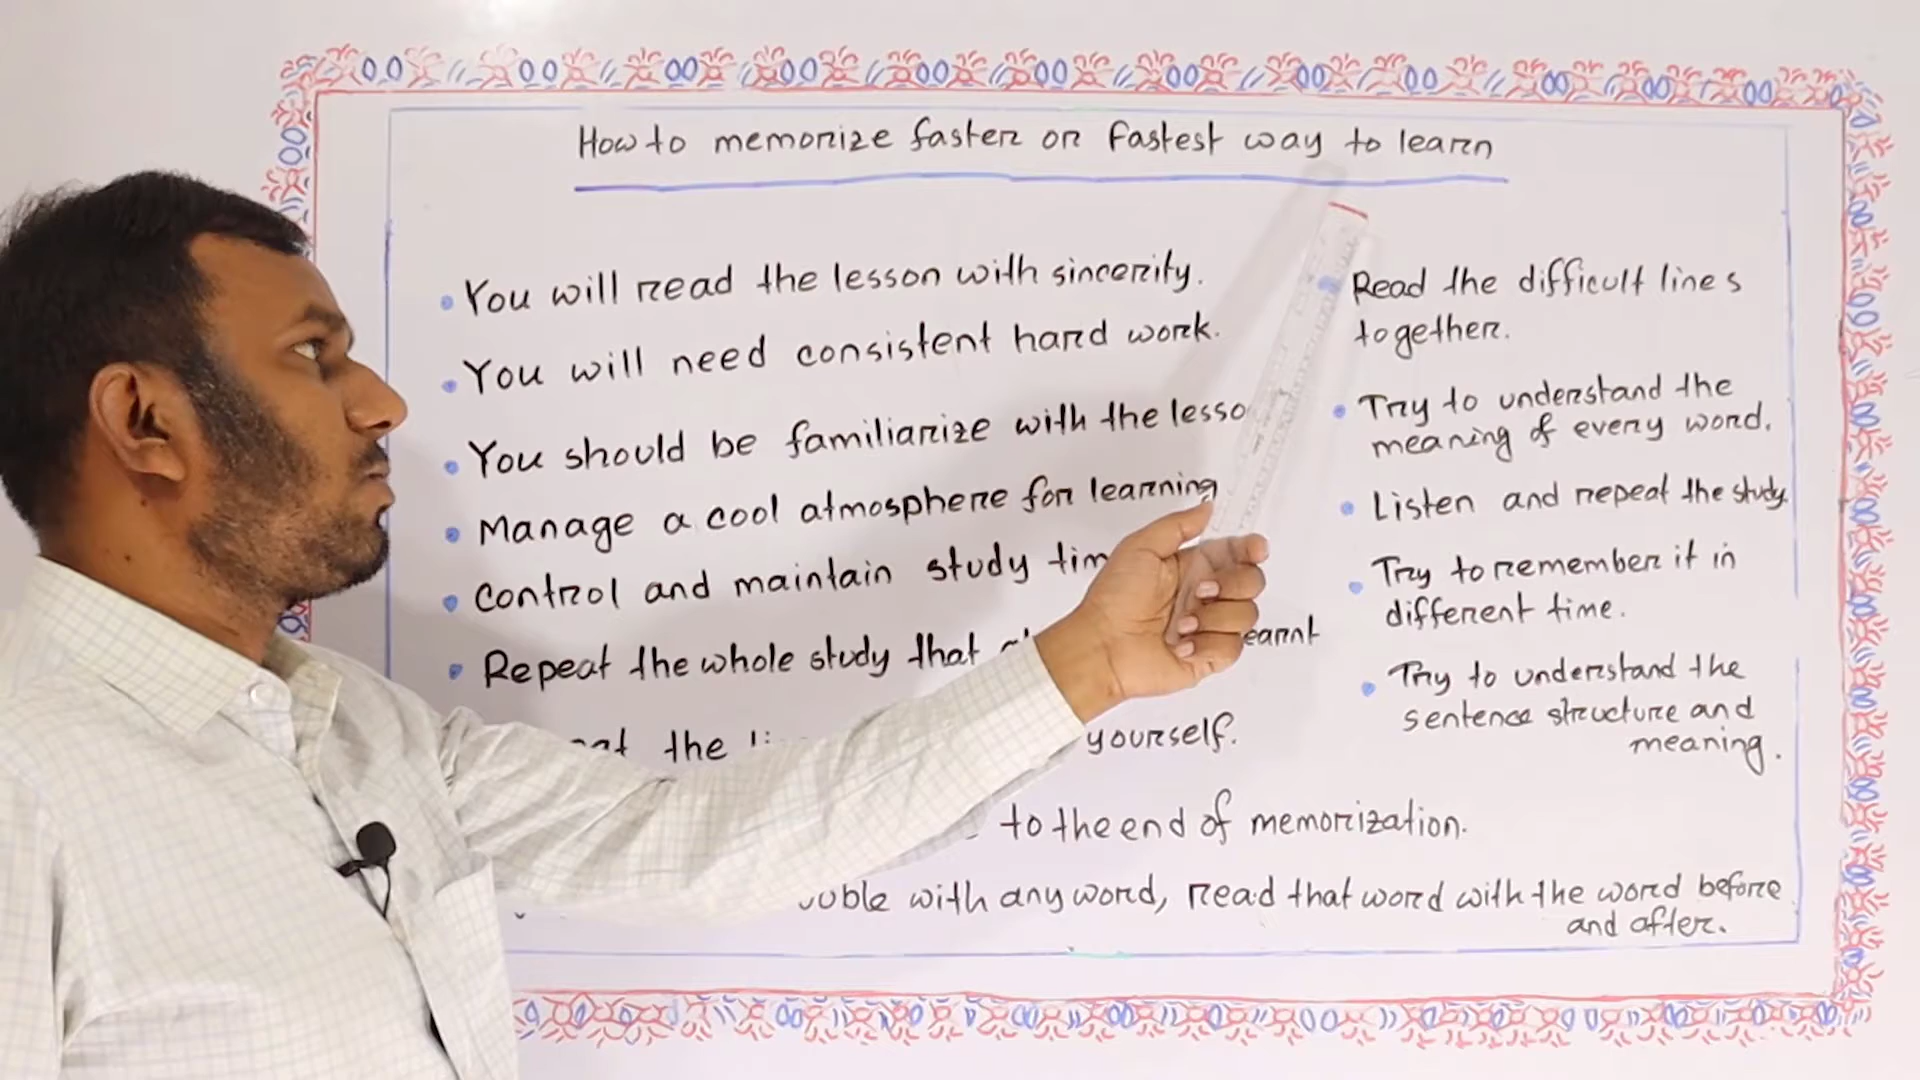 How to memorize faster or fastest way to learn
You will read the lesson with sincerity.
You will need consistent hard work.
You should be familiarize with the
Manage a cool atmosphere for learning
Control and maintain study
Repeat the whole study that
the
yourself.
to the end of memorization.
with any word, read that word with the word before
and after.
Read the difficult lines
together.
Try to understand the
meaning of every word.
Listen and repeat the study.
Try to remember it in
different time.
Try to understand the
sentence structure and
meaning.